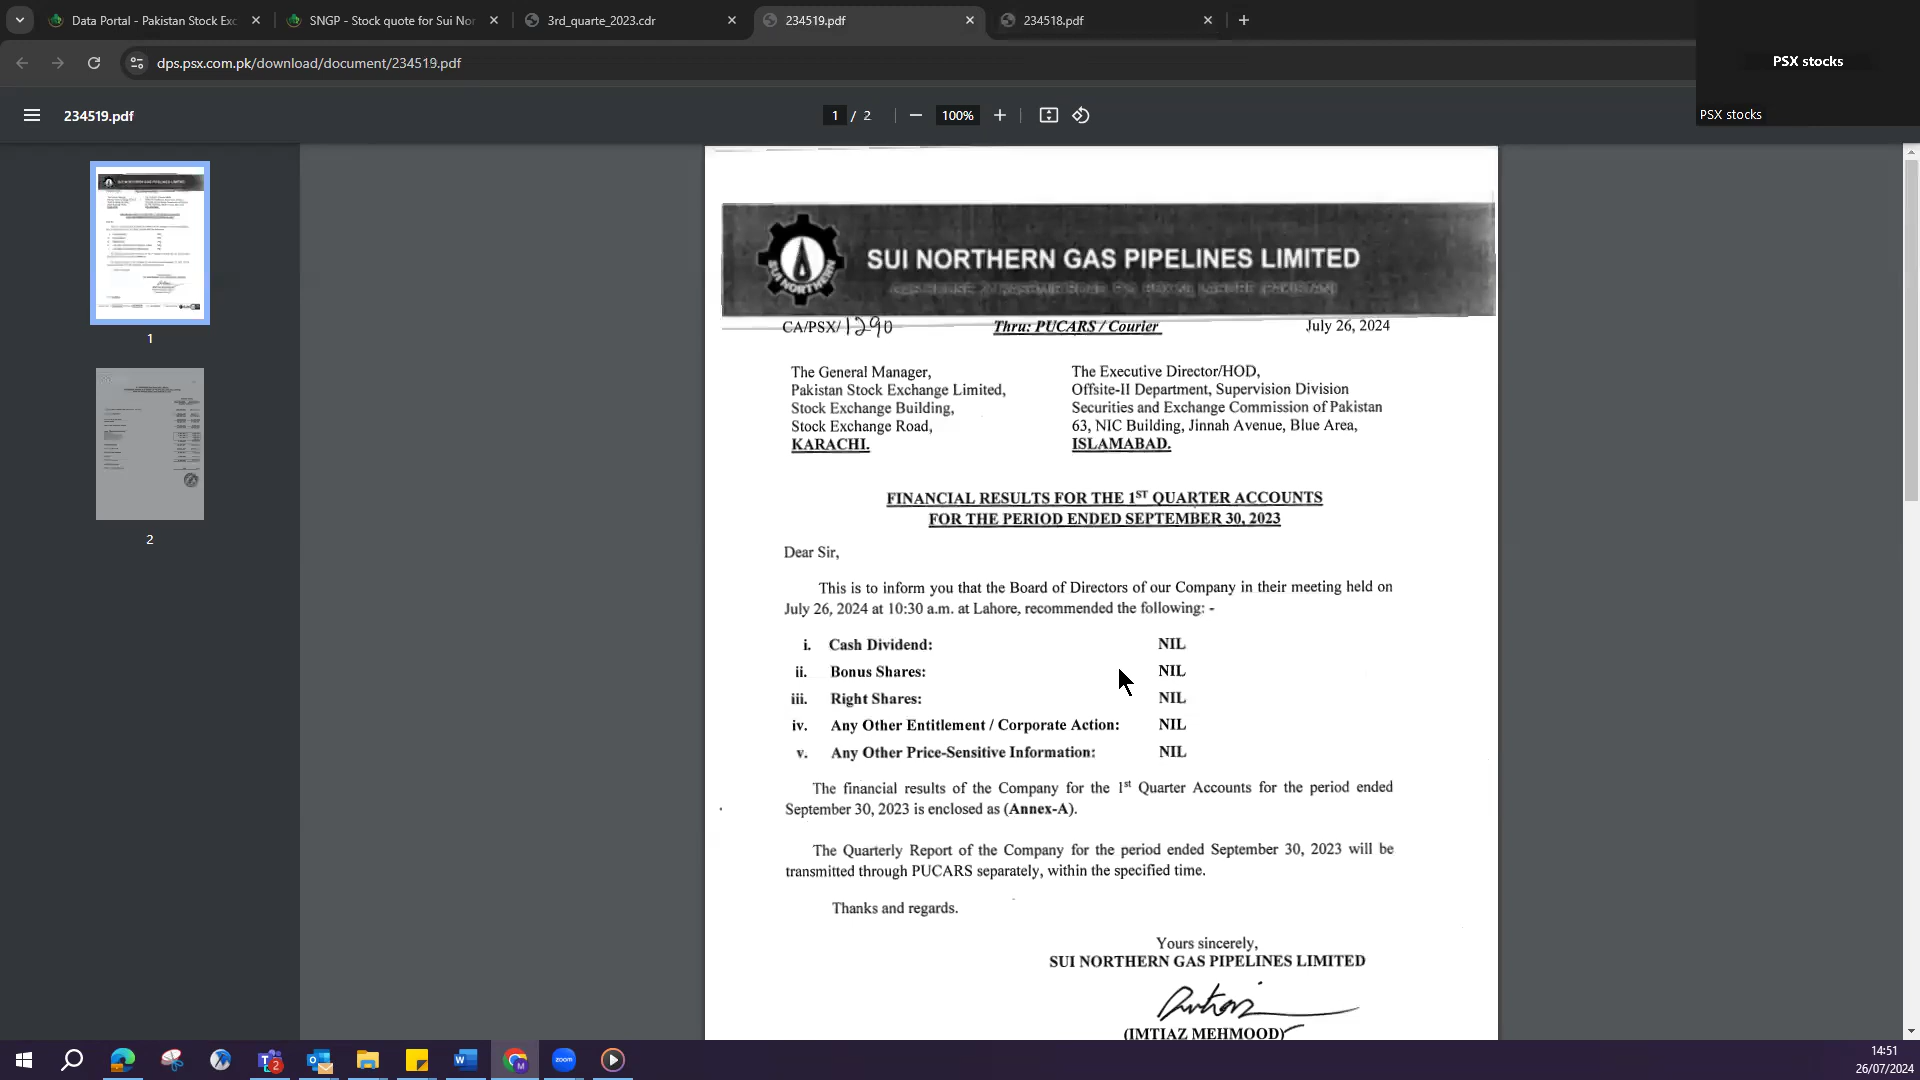 Data Portal - Pakistan Stock Exc
SNGP - Stock quote for Sui Nor
3rd_quarte_2023.cdr
234519.pdf
234518.pdf
dps.psx.com.pk/download/document/234519.pdf
PSX stocks
PSX stocks
234519.pdf
1 / 2
100%
1
2
SUI NORTHERN GAS PIPELINES LIMITED
CA/PSX/1290 Thru: PUCARS / Courier July 26, 2024
The General Manager,
Pakistan Stock Exchange Limited,
Stock Exchange Building,
Stock Exchange Road,
KARACHI.
The Executive Director/HOD,
Offsite-II Department, Supervision Division
Securities and Exchange Commission of Pakistan
63, NIC Building, Jinnah Avenue, Blue Area,
ISLAMABAD.
FINANCIAL RESULTS FOR THE 1ST QUARTER ACCOUNTS
FOR THE PERIOD ENDED SEPTEMBER 30, 2023
Dear Sir,
This is to inform you that the Board of Directors of our Company in their meeting held on
July 26, 2024 at 10:30 a.m. at Lahore, recommended the following: -
i. Cash Dividend: NIL
ii. Bonus Shares: NIL
iii. Right Shares: NIL
iv. Any Other Entitlement / Corporate Action: NIL
v. Any Other Price-Sensitive Information: NIL
The financial results of the Company for the 1st Quarter Accounts for the period ended
September 30, 2023 is enclosed as (Annex-A).
The Quarterly Report of the Company for the period ended September 30, 2023 will be
transmitted through PUCARS separately, within the specified time.
Thanks and regards.
Yours sincerely,
SUI NORTHERN GAS PIPELINES LIMITED
(IMTIAZ MEHMOOD)
zoom
14:51
26/07/2024